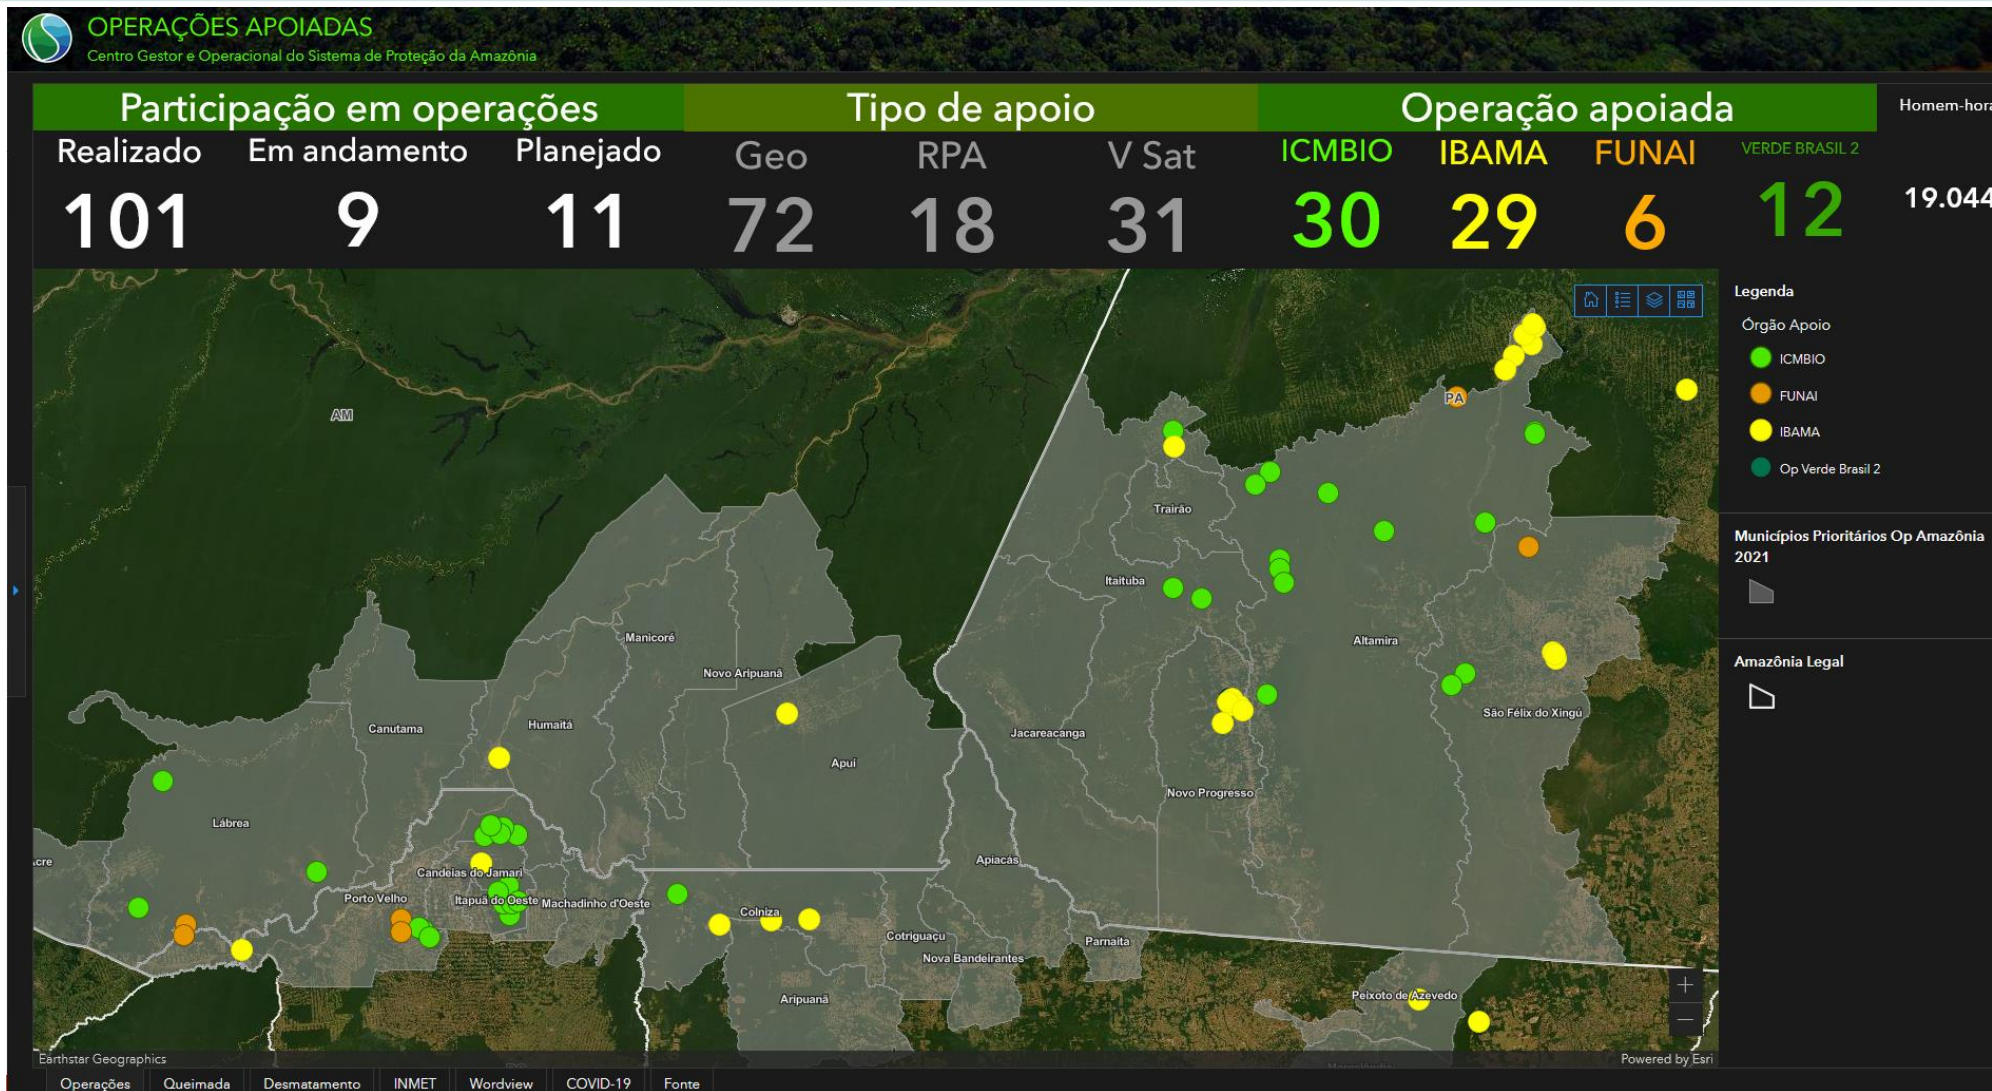 OPERAÇÕES APOIADAS
Centro Gestor e Operacional do Sistema de Proteção da Amazônia
Participação em operações
Tipo de apoio
Operação apoiada
Homem-hora
Realizado
Em andamento
Planejado
Geo
RPA
V Sat
ICMBIO
IBAMA
FUNAI
VERDE BRASIL 2
101
9
11
72
18
31
30
29
6
12
19.044
Legenda
Órgão Apoio
ICMBIO
FUNAI
IBAMA
Op Verde Brasil 2
Municípios Prioritários Op Amazônia
2021
Amazônia Legal
AM
PA
Trairão
Itaituba
Manicoré
Altamira
Novo Aripuanã
São Félix do Xingú
Canutama
Humaitá
Jacareacanga
Apuí
Novo Progresso
Lábrea
Apiacás
Candeias do Jamari
Porto Velho
Itapuã do Oeste
Machadinho d'Oeste
Colniza
Cotriguaçu
Parnaíta
Nova Bandeirantes
Aripuanã
Peixoto de Azevedo
Earthstar Geographics
Powered by Esri
Operações
Queimada
Desmatamento
INMET
Wordview
COVID-19
Fonte